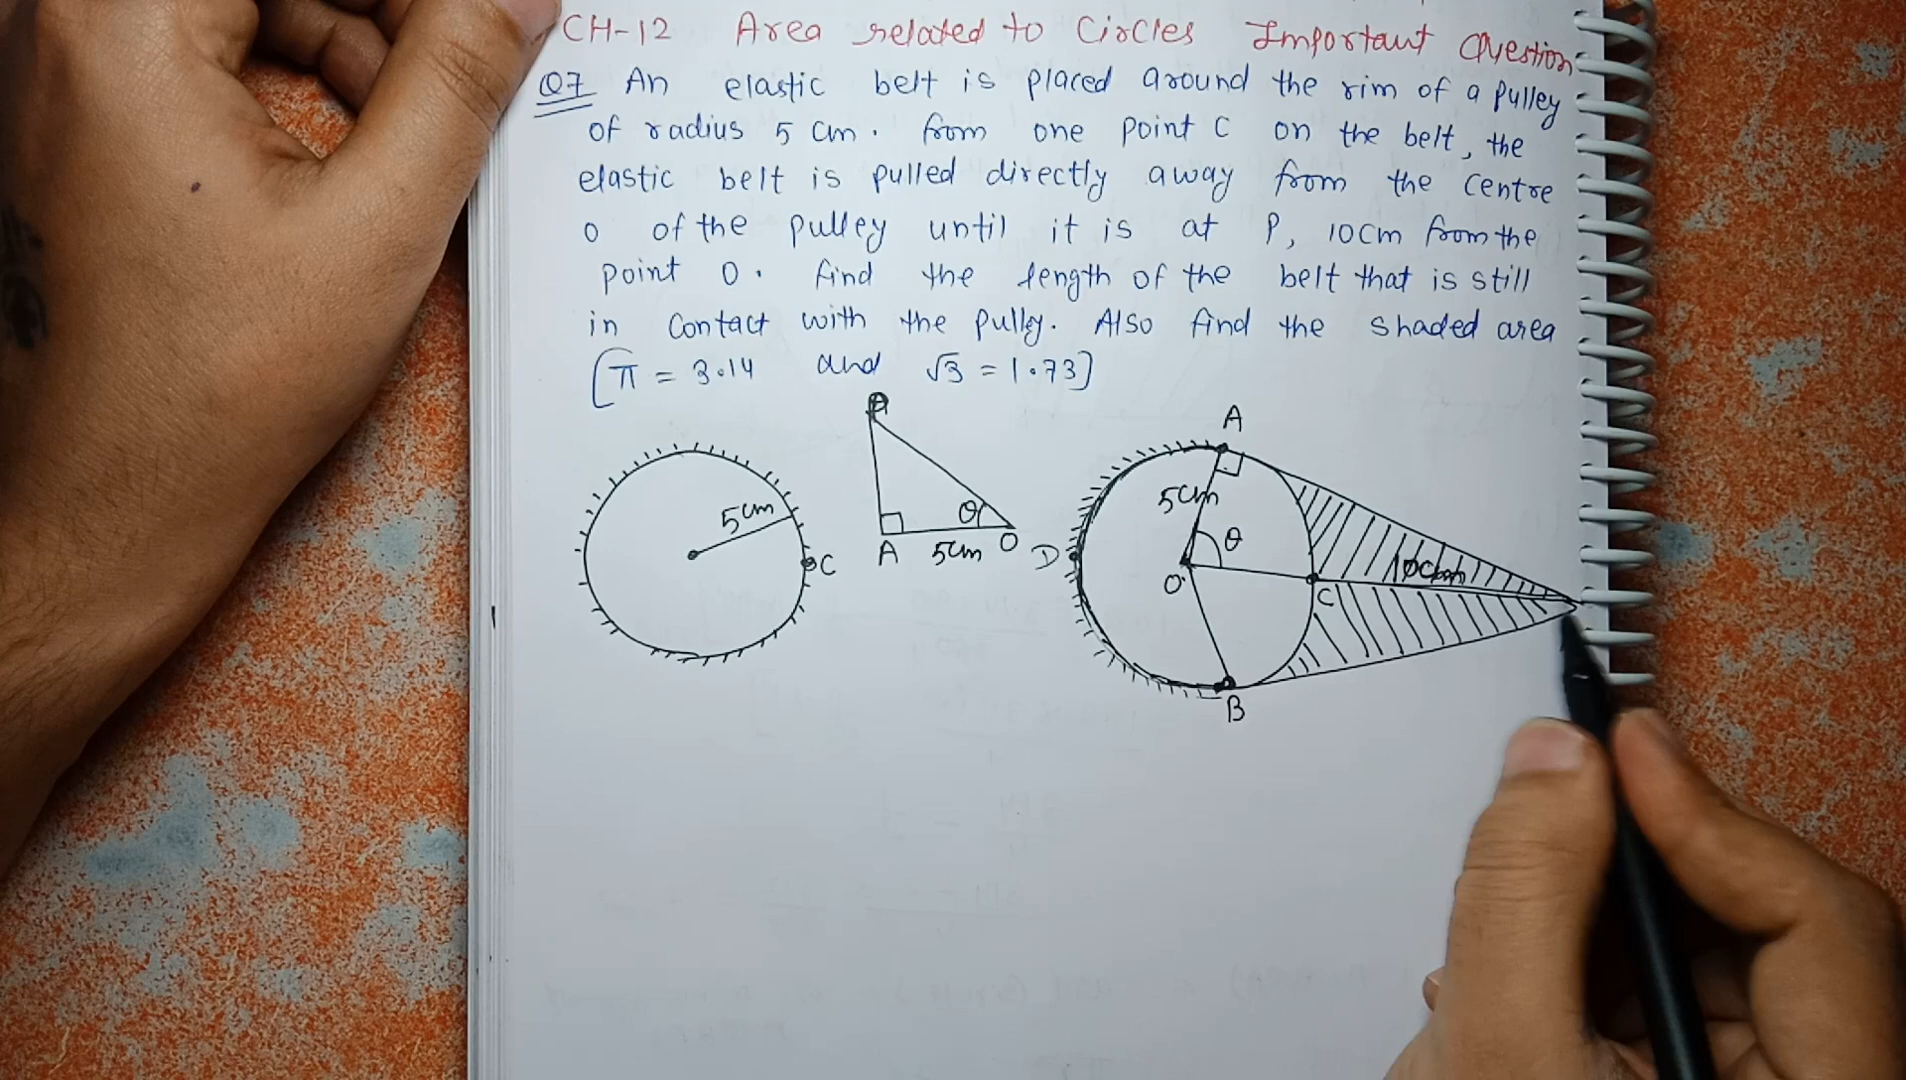 CH-12 Area related to Circles Important Question
Q7 An elastic belt is placed around the rim of a pulley
of radius 5 cm. from one point C on the belt, the
elastic belt is pulled directly away from the centre
O of the pulley until it is at P, 10cm from the
point O. find the length of the belt that is still
in contact with the pully. Also find the shaded area
[π = 3.14 and √3 = 1.73]
5cm
C
θ
A 5cm O
A
5cm
θ
D
O
C
B